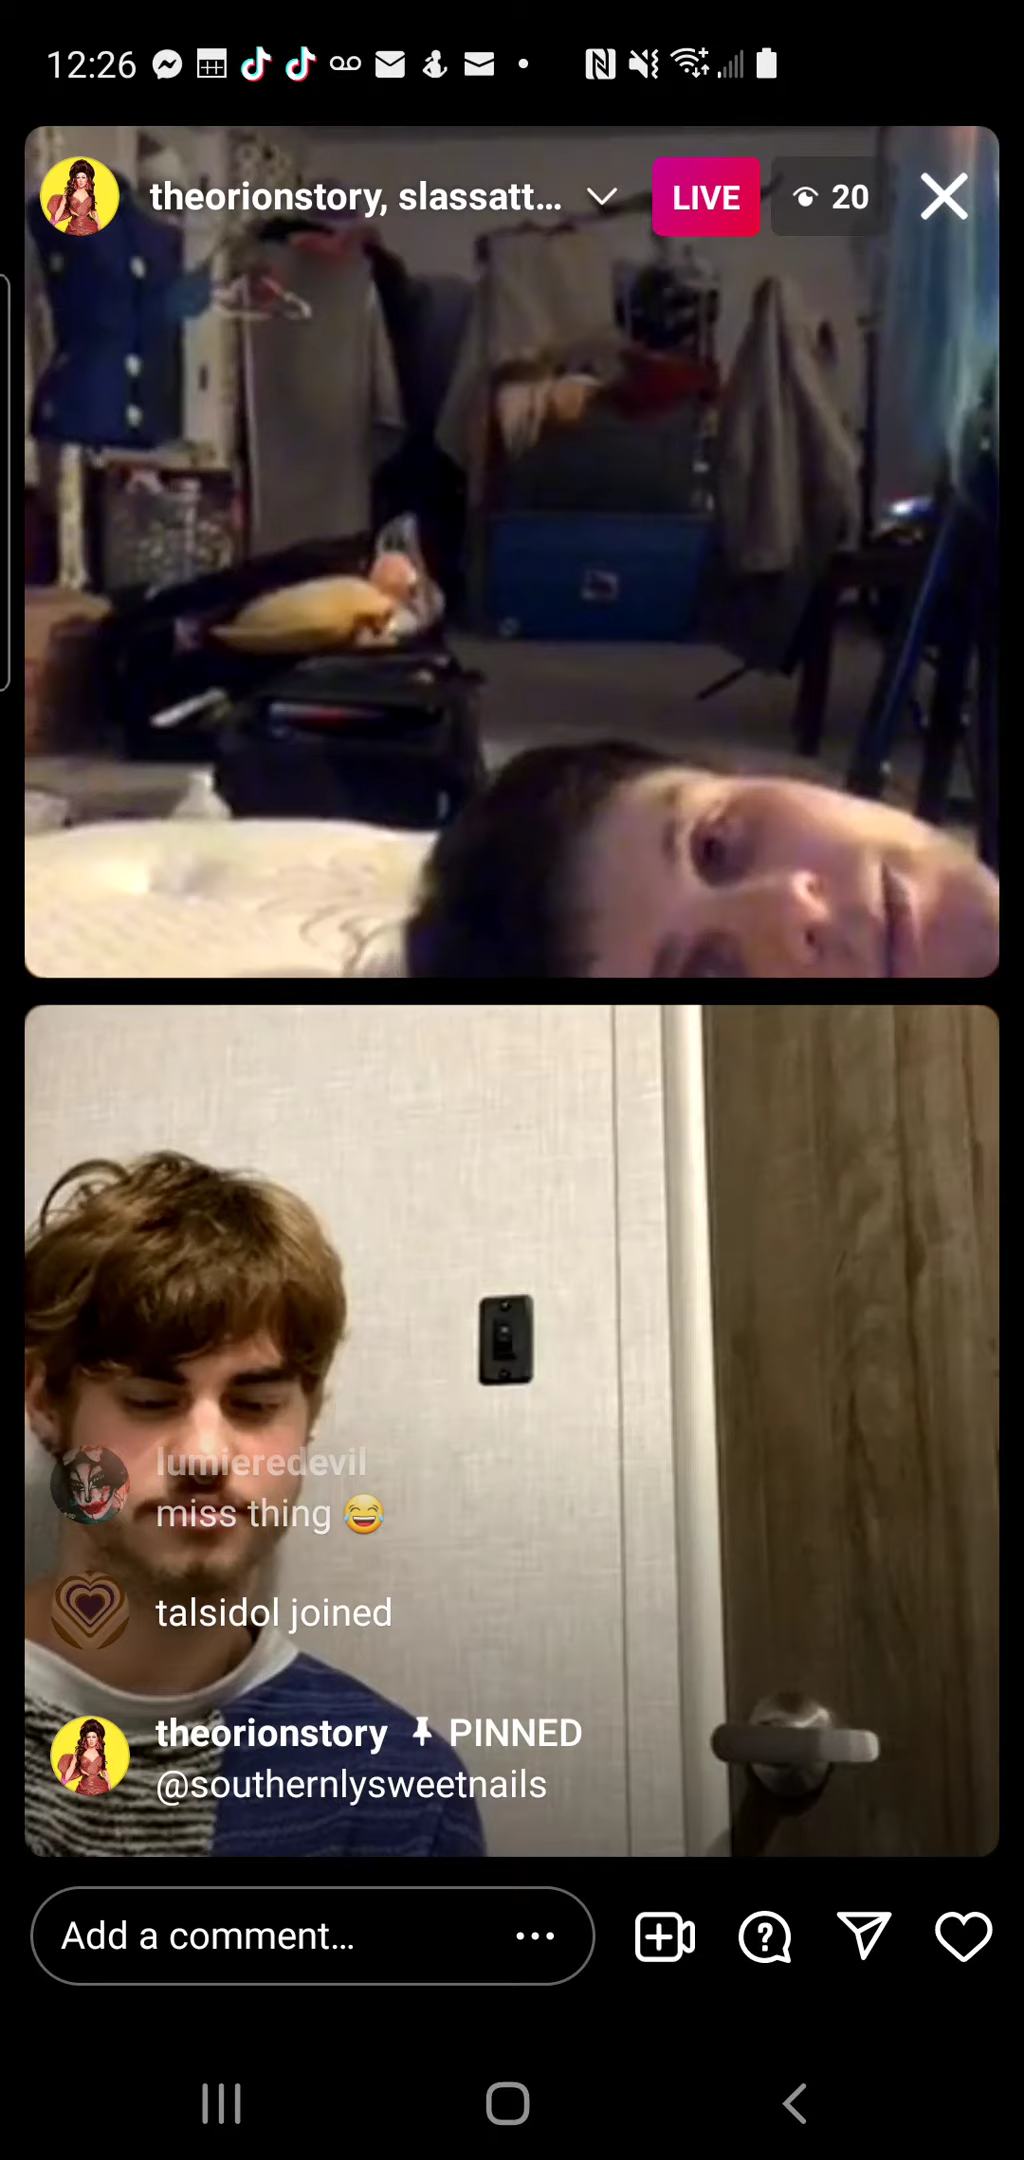 12:26
theorionstory, slassatt...
LIVE
20
lumieredevil
miss thing 😂
talsidol joined
theorionstory PINNED
@southernlysweetnails
Add a comment...